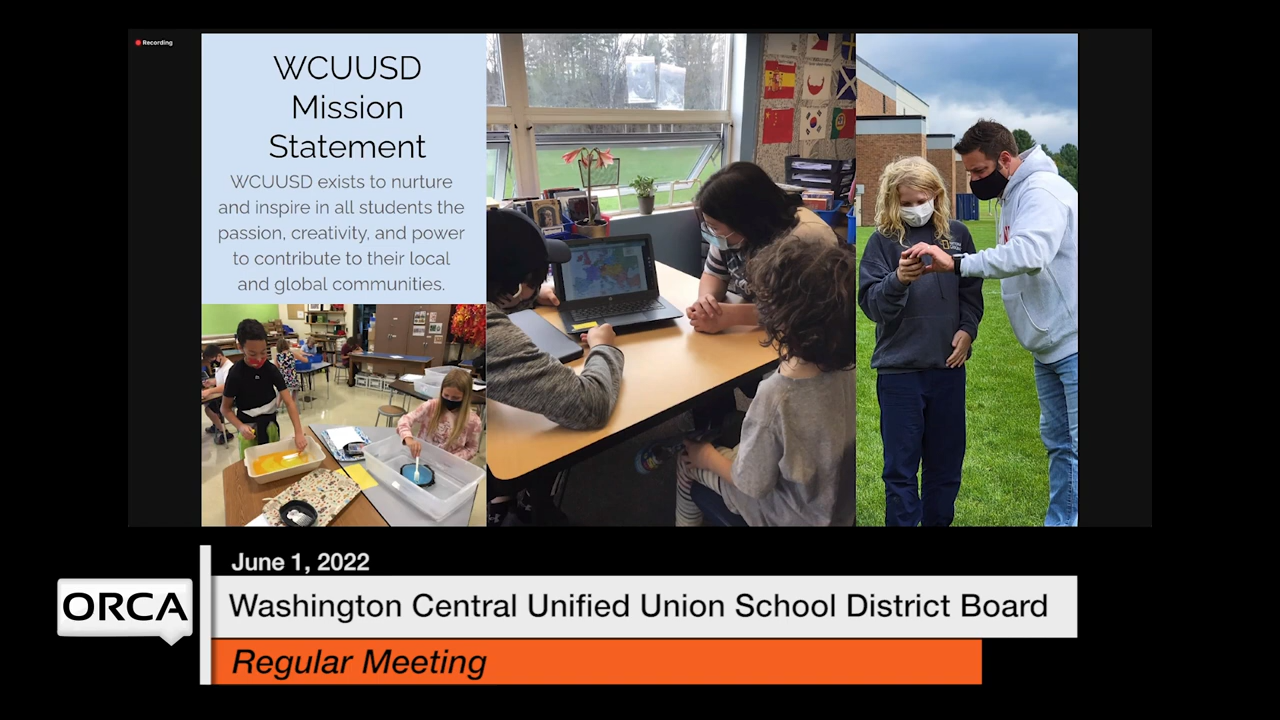 Recording
WCUUSD
Mission
Statement
WCUUSD exists to nurture
and inspire in all students the
passion, creativity, and power
to contribute to their local
and global communities.
June 1, 2022
ORCA
Washington Central Unified Union School District Board
Regular Meeting